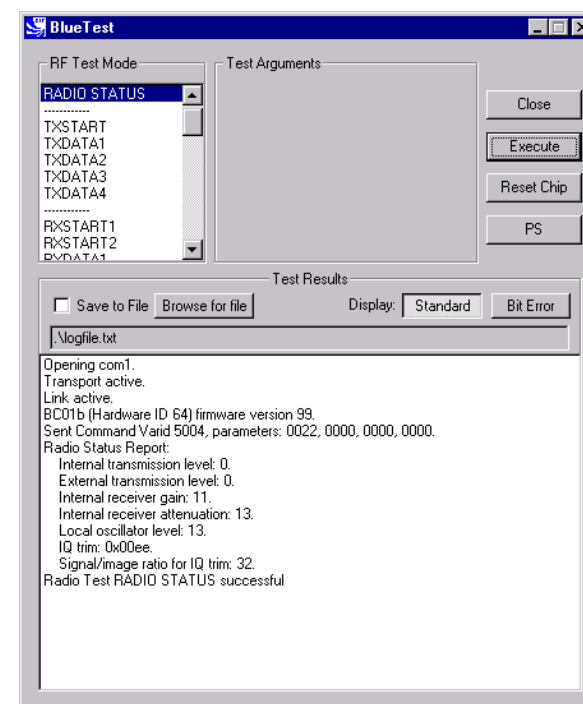 BlueTest
RF Test Mode
Test Arguments
RADIO STATUS
------------
TXSTART
TXDATA1
TXDATA2
TXDATA3
TXDATA4
------------
RXSTART1
RXSTART2
RXDATA1
Close
Execute
Reset Chip
PS
Test Results
Save to File
Browse for file
Display:
Standard
Bit Error
.\logfile.txt
Opening com1.
Transport active.
Link active.
BC01b (Hardware ID 64) firmware version 99.
Sent Command Varid 5004, parameters: 0022, 0000, 0000, 0000.
Radio Status Report:
Internal transmission level: 0.
External transmission level: 0.
Internal receiver gain: 11.
Internal receiver attenuation: 13.
Local oscillator level: 13.
IQ trim: 0x00ee.
Signal/image ratio for IQ trim: 32.
Radio Test RADIO STATUS successful